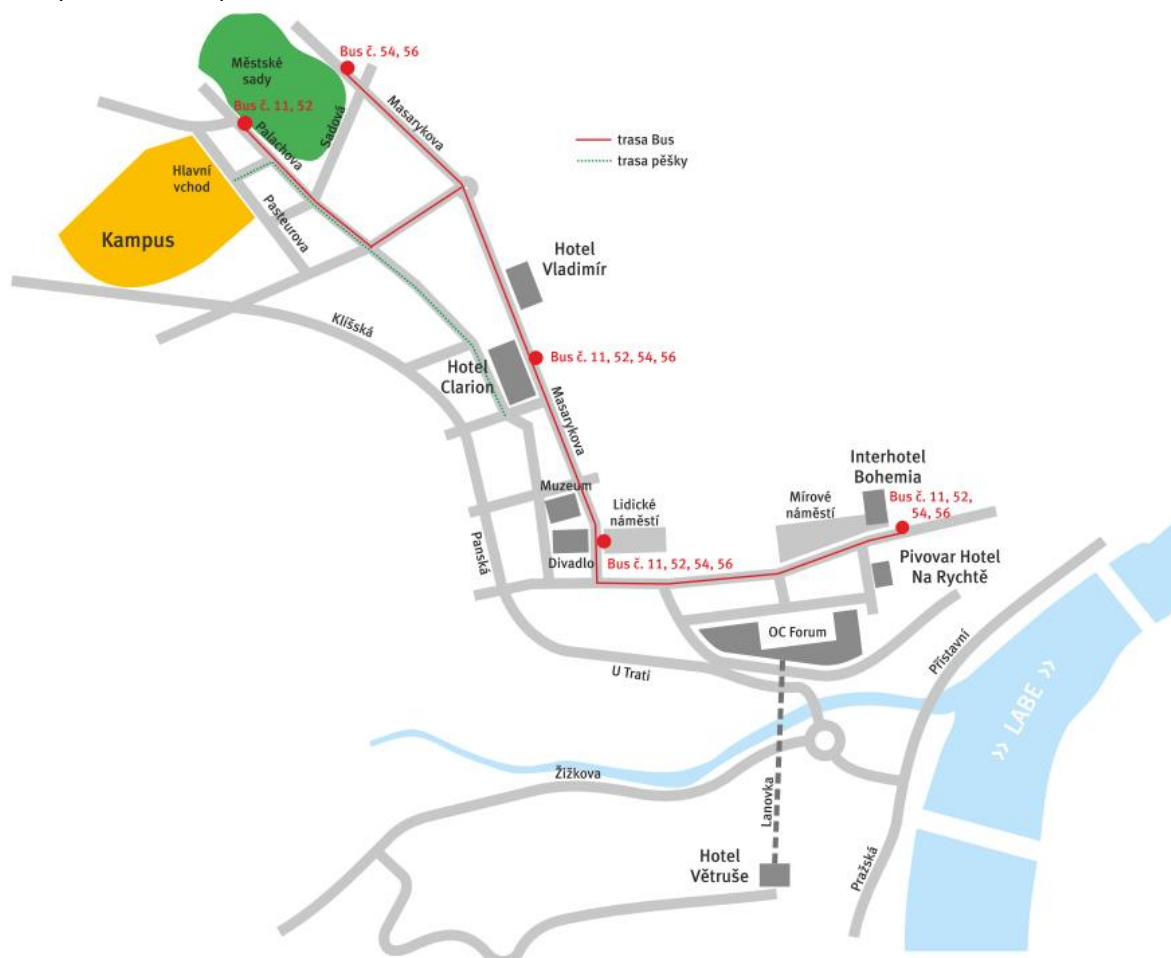 Bus č. 54, 56
Městské
sady
Bus č. 11, 52
Masarykova
Sadová
Palachova
trasa Bus
trasa pěšky
Hlavní
vchod
Pasteurova
Kampus
Hotel
Vladimír
Klíšská
Bus č. 11, 52, 54, 56
Hotel
Clarion
Masarykova
Interhotel
Bohemia
Muzeum
Lidické
náměstí
Mírové
náměstí
Bus č. 11, 52,
54, 56
Panská
Divadlo
Bus č. 11, 52, 54, 56
Pivovar Hotel
Na Rychtě
OC Forum
U Trati
Přístavní
>> LABE >>
Žižkova
Lanovka
Hotel
Větruše
Pražská